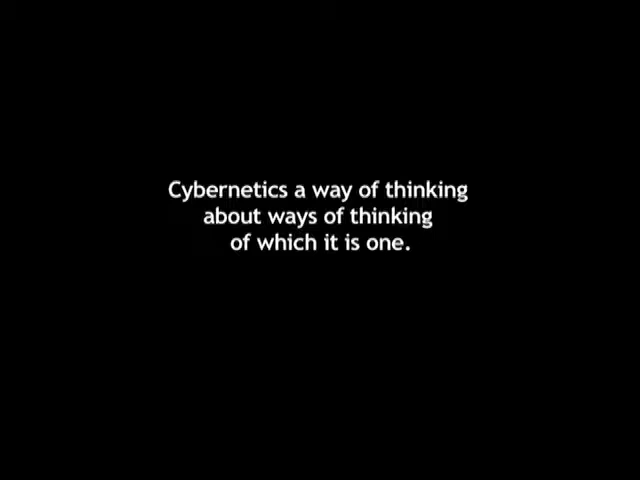 Cybernetics a way of thinking
about ways of thinking
of which it is one.